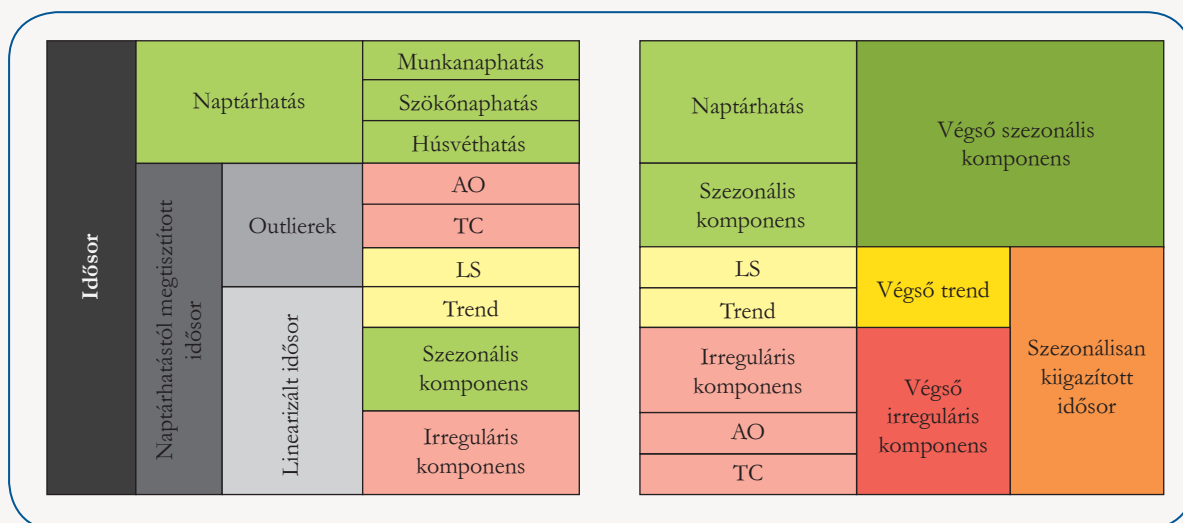 Idősor
Naptárhatás
Munkanaphatás
Szökőnaphatás
Húsvéthatás
Naptárhatástól megtisztított
idősor
Outlierek
AO
TC
LS
Linearizált idősor
Trend
Szezonális
komponens
Irreguláris
komponens
Naptárhatás
Szezonális
komponens
Végső szezonális
komponens
LS
Trend
Végső trend
Irreguláris
komponens
AO
TC
Végső
irreguláris
komponens
Szezonálisan
kiigazított
idősor